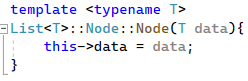 template <typename T>
List<T>::Node::Node(T data){
    this->data = data;
}